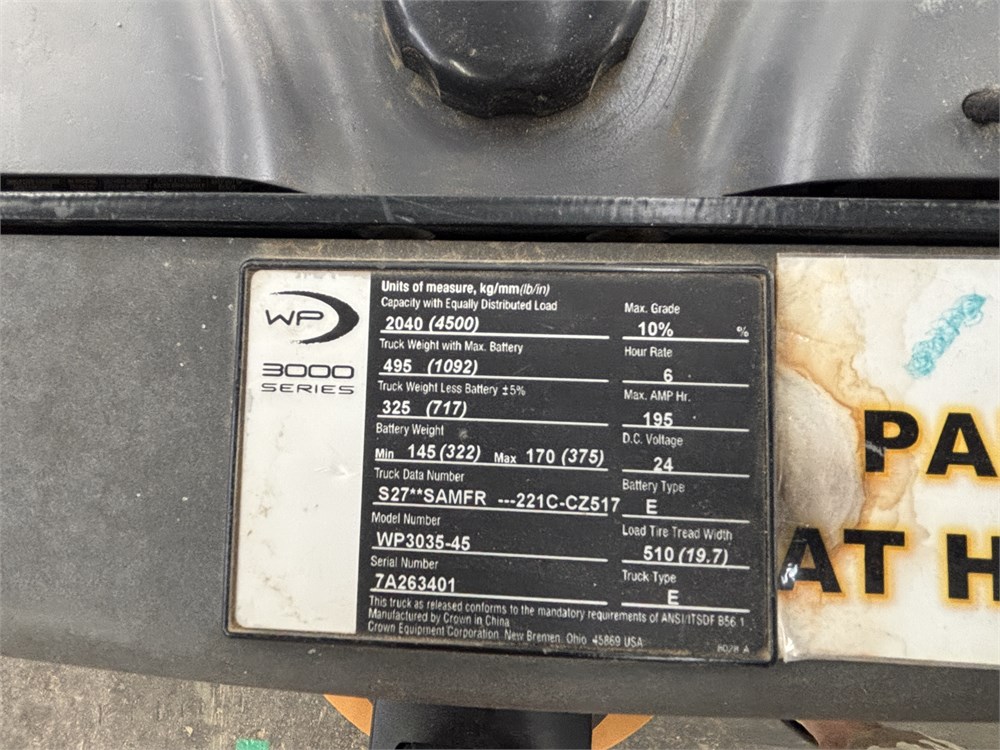 WP
3000
SERIES
Units of measure, kg/mm(lb/in)
Capacity with Equally Distributed Load
2040 (4500)
Truck Weight with Max. Battery
495 (1092)
Truck Weight Less Battery ±5%
325 (717)
Battery Weight
Min 145 (322) Max 170 (375)
Truck Data Number
S27**SAMFR ---221C-CZ517
Model Number
WP3035-45
Serial Number
7A263401
Max. Grade
10% %
Hour Rate
6
Max. AMP Hr.
195
D.C. Voltage
24
Battery Type
E
Load Tire Tread Width
510 (19.7)
Truck Type
E
This truck as released conforms to the mandatory requirements of ANSI/ITSDF B56.1
Manufactured by Crown in China
Crown Equipment Corporation New Bremen, Ohio 45869 USA
PA
AT H